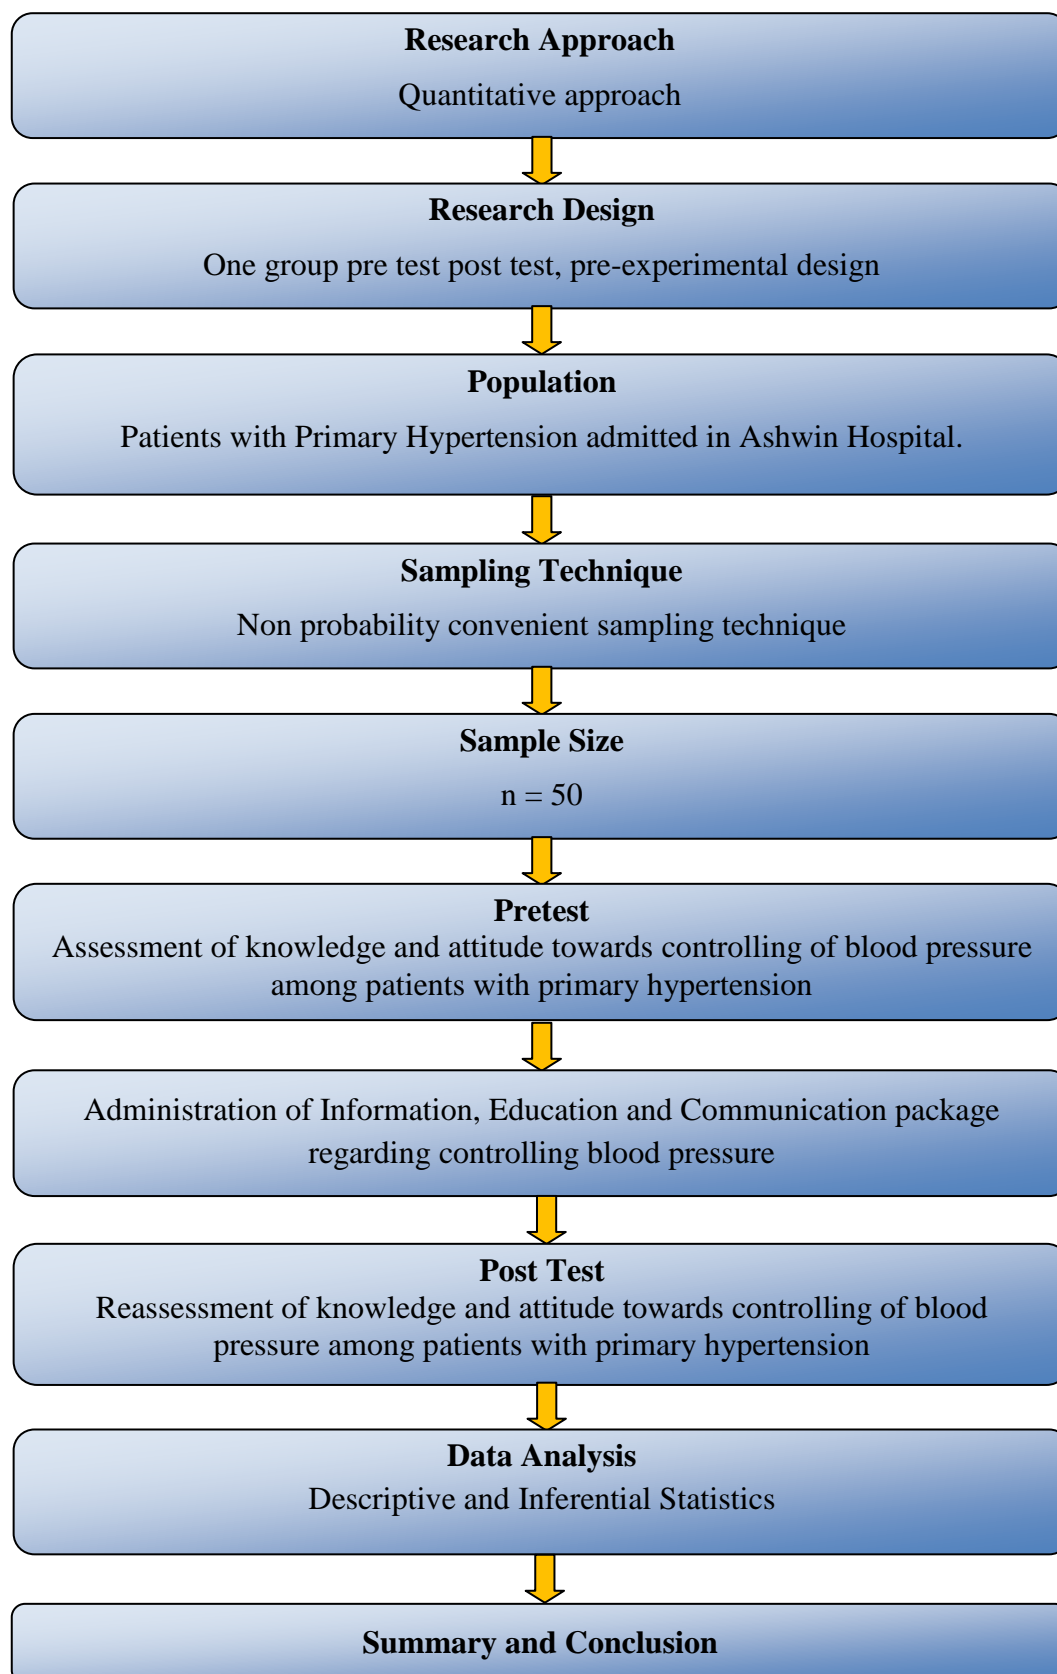 Research Approach
Quantitative approach
Research Design
One group pre test post test, pre-experimental design
Population
Patients with Primary Hypertension admitted in Ashwin Hospital.
Sampling Technique
Non probability convenient sampling technique
Sample Size
n = 50
Pretest
Assessment of knowledge and attitude towards controlling of blood pressure
among patients with primary hypertension
Administration of Information, Education and Communication package
regarding controlling blood pressure
Post Test
Reassessment of knowledge and attitude towards controlling of blood
pressure among patients with primary hypertension
Data Analysis
Descriptive and Inferential Statistics
Summary and Conclusion